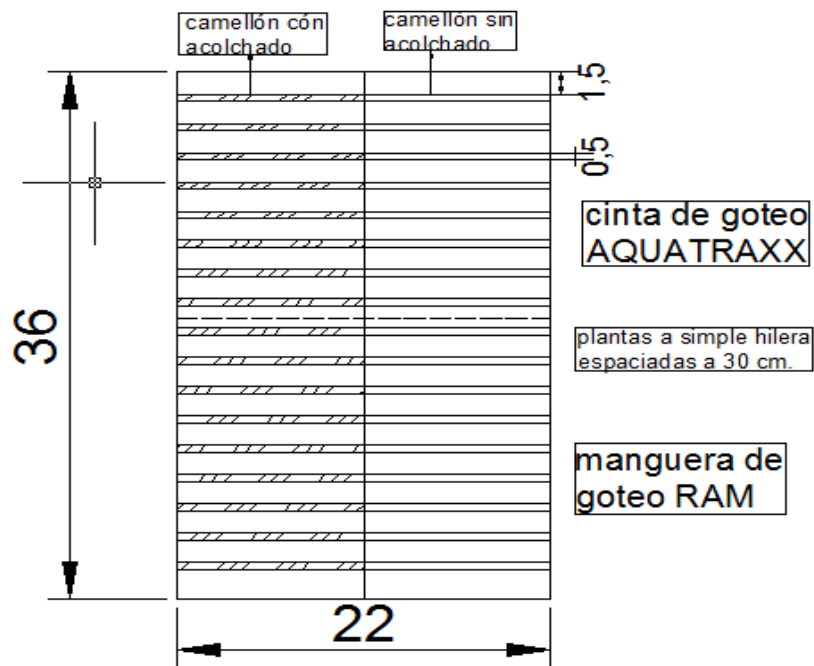 camellón cón
acolchado
camellón sin
acolchado
1,5
0,5
cinta de goteo
AQUATRAXX
36
plantas a simple hilera
espaciadas a 30 cm.
manguera de
goteo RAM
22